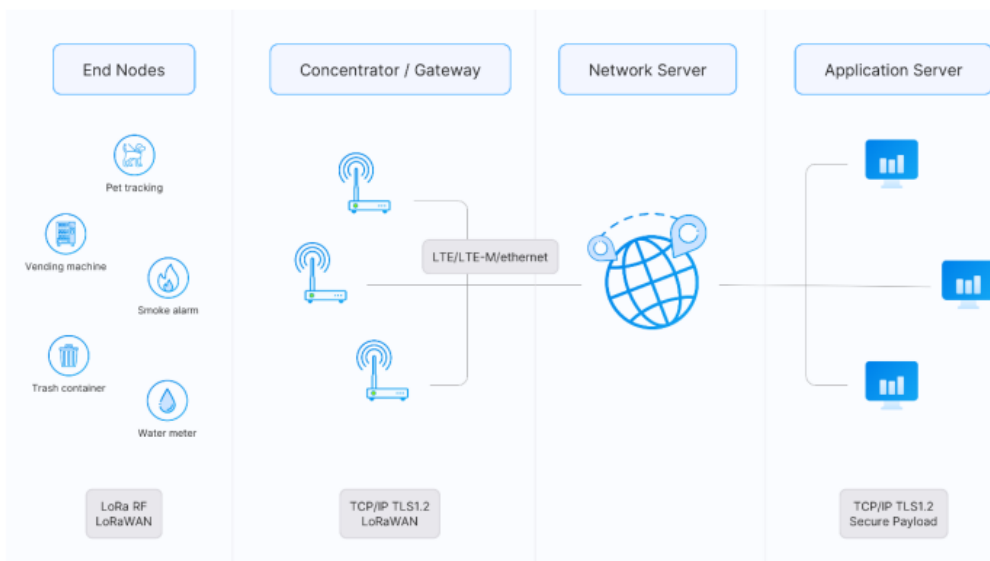 End Nodes
Concentrator / Gateway
Network Server
Application Server
Pet tracking
Vending machine
Smoke alarm
Trash container
Water meter
LTE/LTE-M/ethernet
LoRa RF
LoRaWAN
TCP/IP TLS1.2
LoRaWAN
TCP/IP TLS1.2
Secure Payload